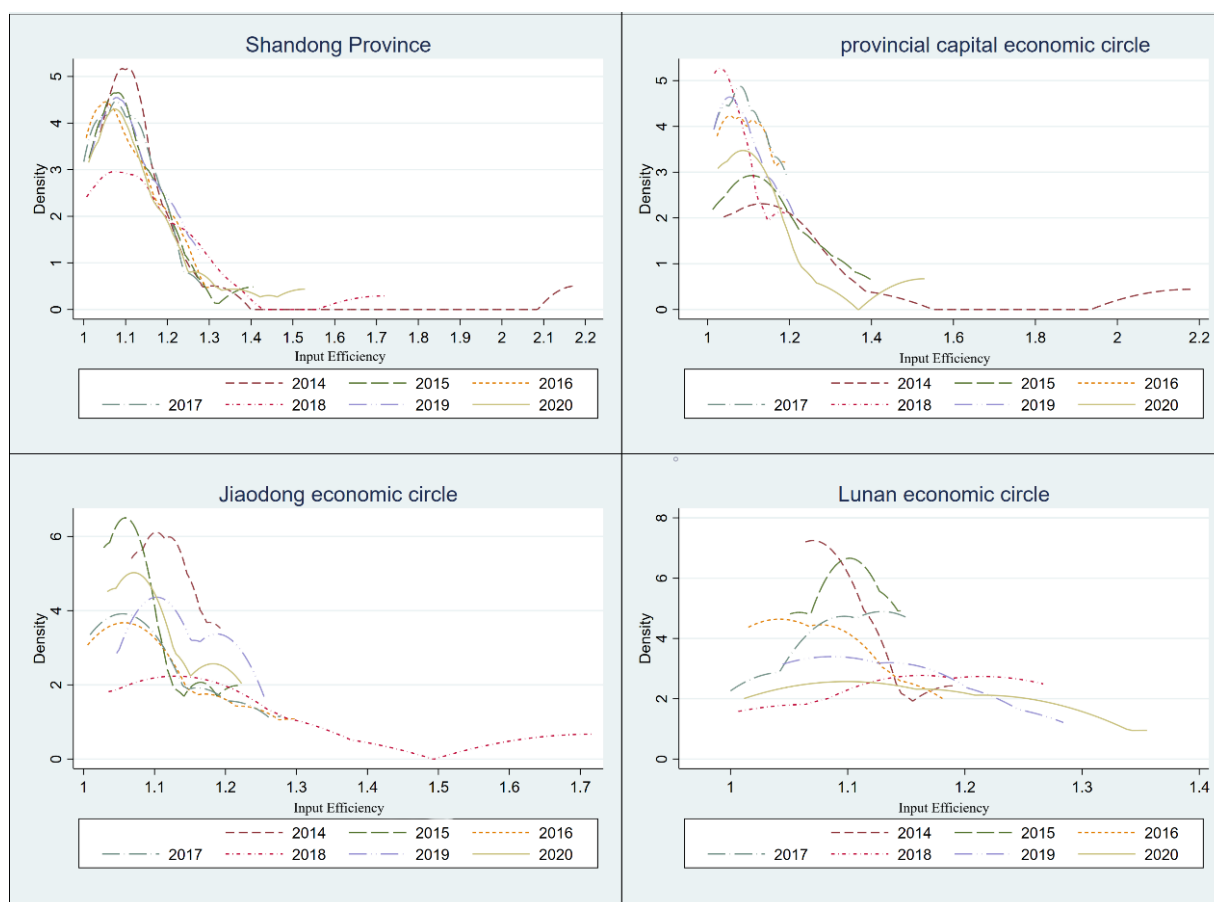 Shandong Province
Density
0 1 2 3 4 5
1 1.1 1.2 1.3 1.4 1.5 1.6 1.7 1.8 1.9 2 2.1 2.2
Input Efficiency
2014 2015 2016
2017 2018 2019 2020
provincial capital economic circle
Density
0 1 2 3 4 5
1 1.2 1.4 1.6 1.8 2 2.2
Input Efficiency
2014 2015 2016
2017 2018 2019 2020
Jiaodong economic circle
Density
0 2 4 6
1 1.1 1.2 1.3 1.4 1.5 1.6 1.7
Input Efficiency
2014 2015 2016
2017 2018 2019 2020
Lunan economic circle
Density
0 2 4 6 8
1 1.1 1.2 1.3 1.4
Input Efficiency
2014 2015 2016
2017 2018 2019 2020